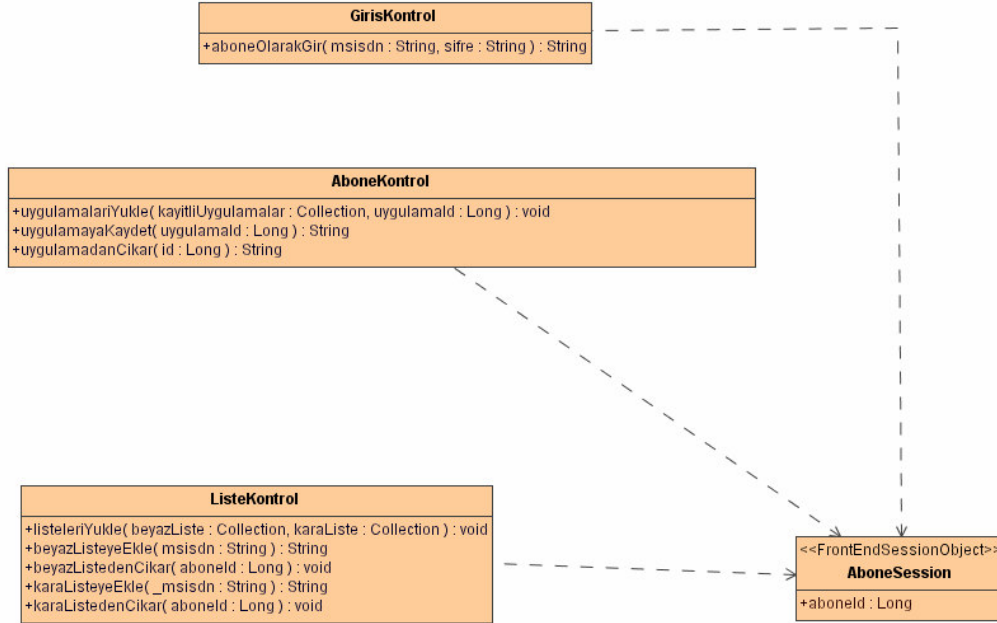 GirisKontrol
+aboneOlarakGir( msisdn : String, sifre : String ) : String
AboneKontrol
+uygulamalariYukle( kayitliUygulamalar : Collection, uygulamaId : Long ) : void
+uygulamayaKaydet( uygulamaId : Long ) : String
+uygulamadanCikar( id : Long ) : String
ListeKontrol
+listeleriYukle( beyazListe : Collection, karaListe : Collection ) : void
+beyazListeyeEkle( msisdn : String ) : String
+beyazListedenCikar( aboneId : Long ) : void
+karaListeyeEkle( _msisdn : String ) : String
+karaListedenCikar( aboneId : Long ) : void
<<FrontEndSessionObject>>
AboneSession
+aboneId : Long